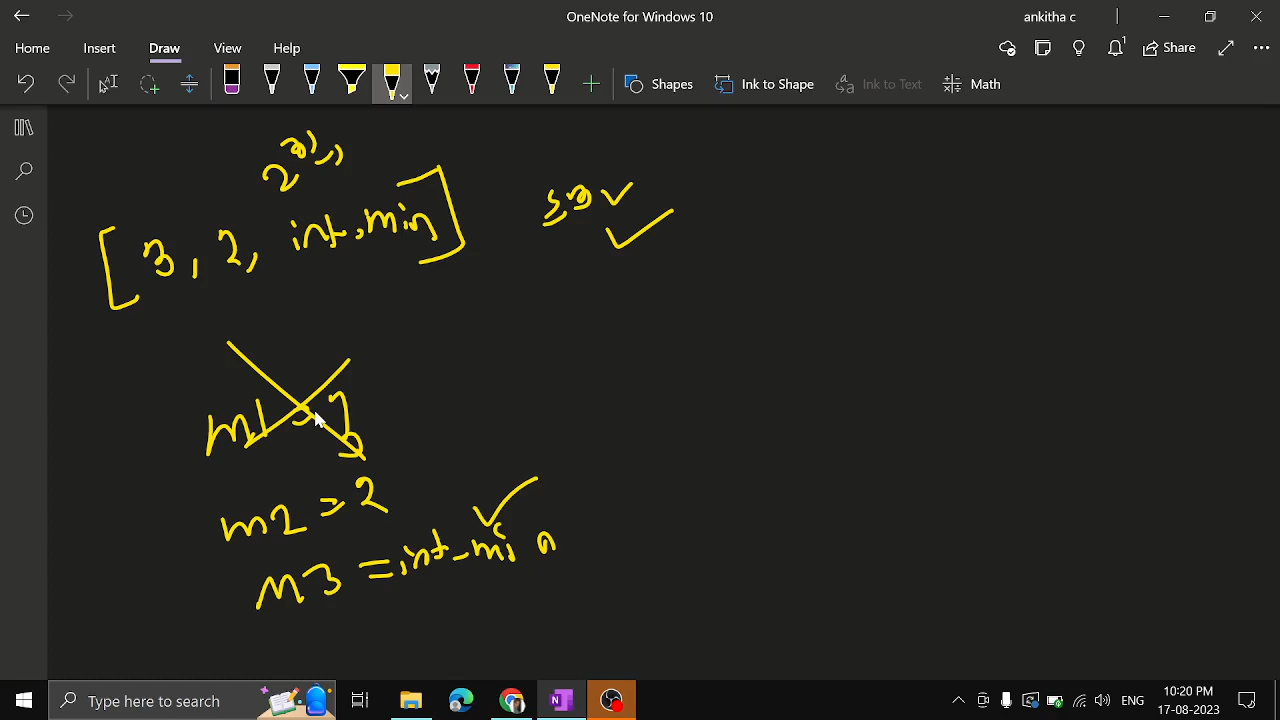 OneNote for Windows 10
ankitha c
Home Insert Draw View Help
Share
Shapes Ink to Shape Ink to Text Math
[ 3, 2, int_min ]
m2 = 2
m3 = int_min
Type here to search
ENG
10:20 PM
17-08-2023